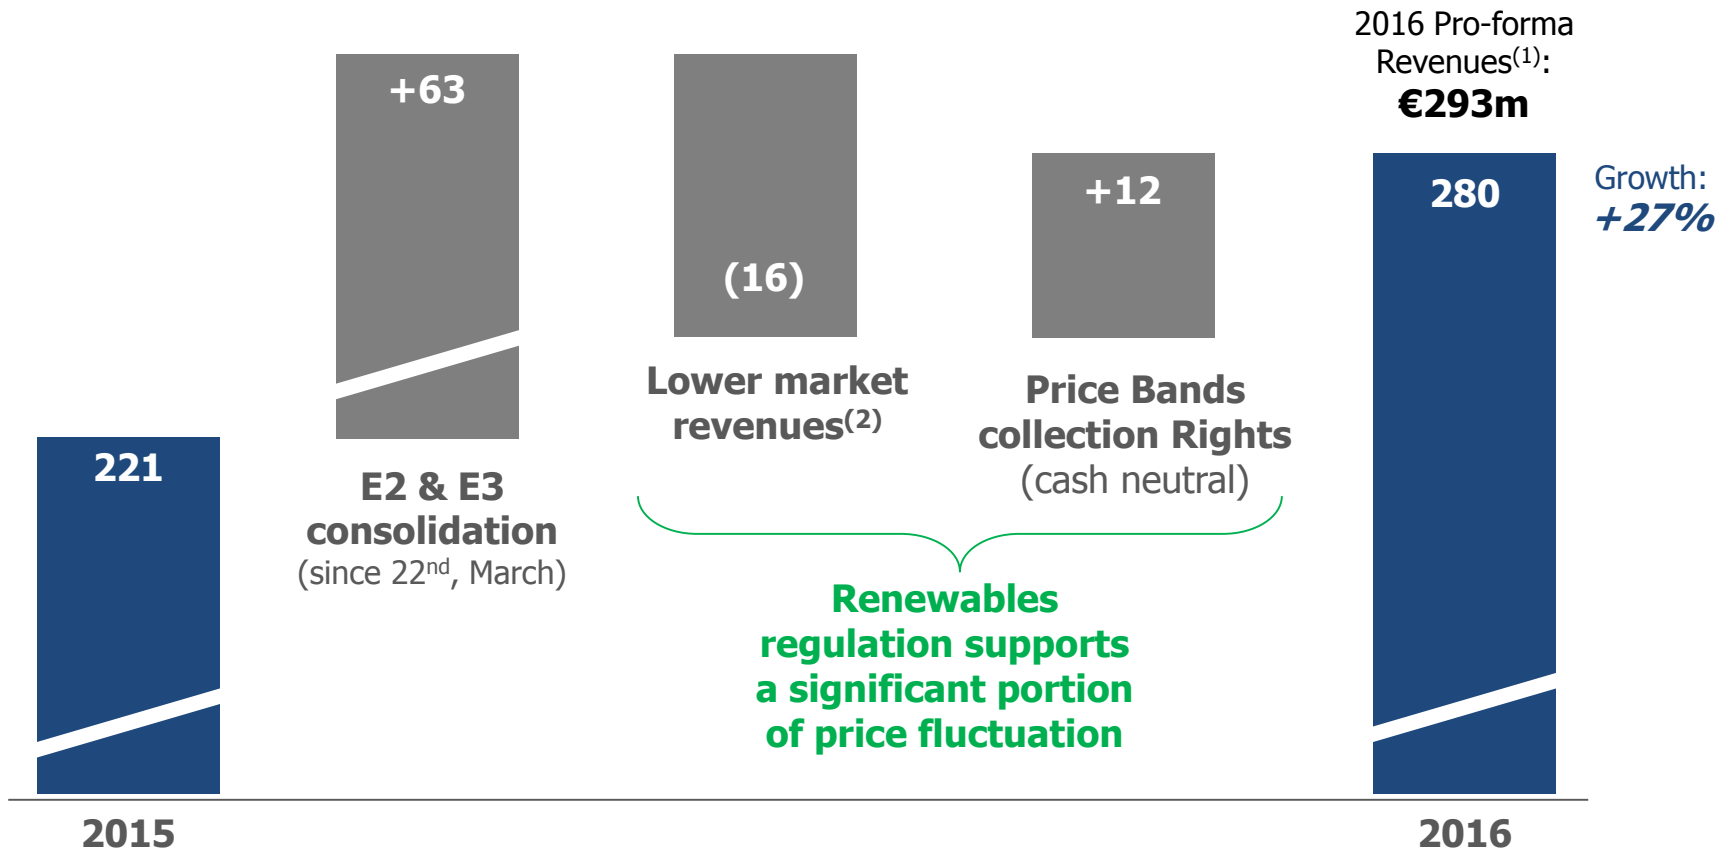 2016 Pro-forma
Revenues(1):
€293m
+63
(16)
+12
280
Growth:
+27%
221
Lower market
revenues(2)
Price Bands
collection Rights
(cash neutral)
E2 & E3
consolidation
(since 22nd, March)
Renewables
regulation supports
a significant portion
of price fluctuation
2015
2016